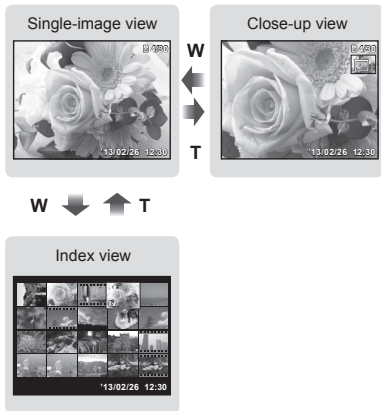 Single-image view
Close-up view
W
T
4/30
4/30
'13/02/26 12:30
'13/02/26 12:30
W
T
Index view
'13/02/26 12:30